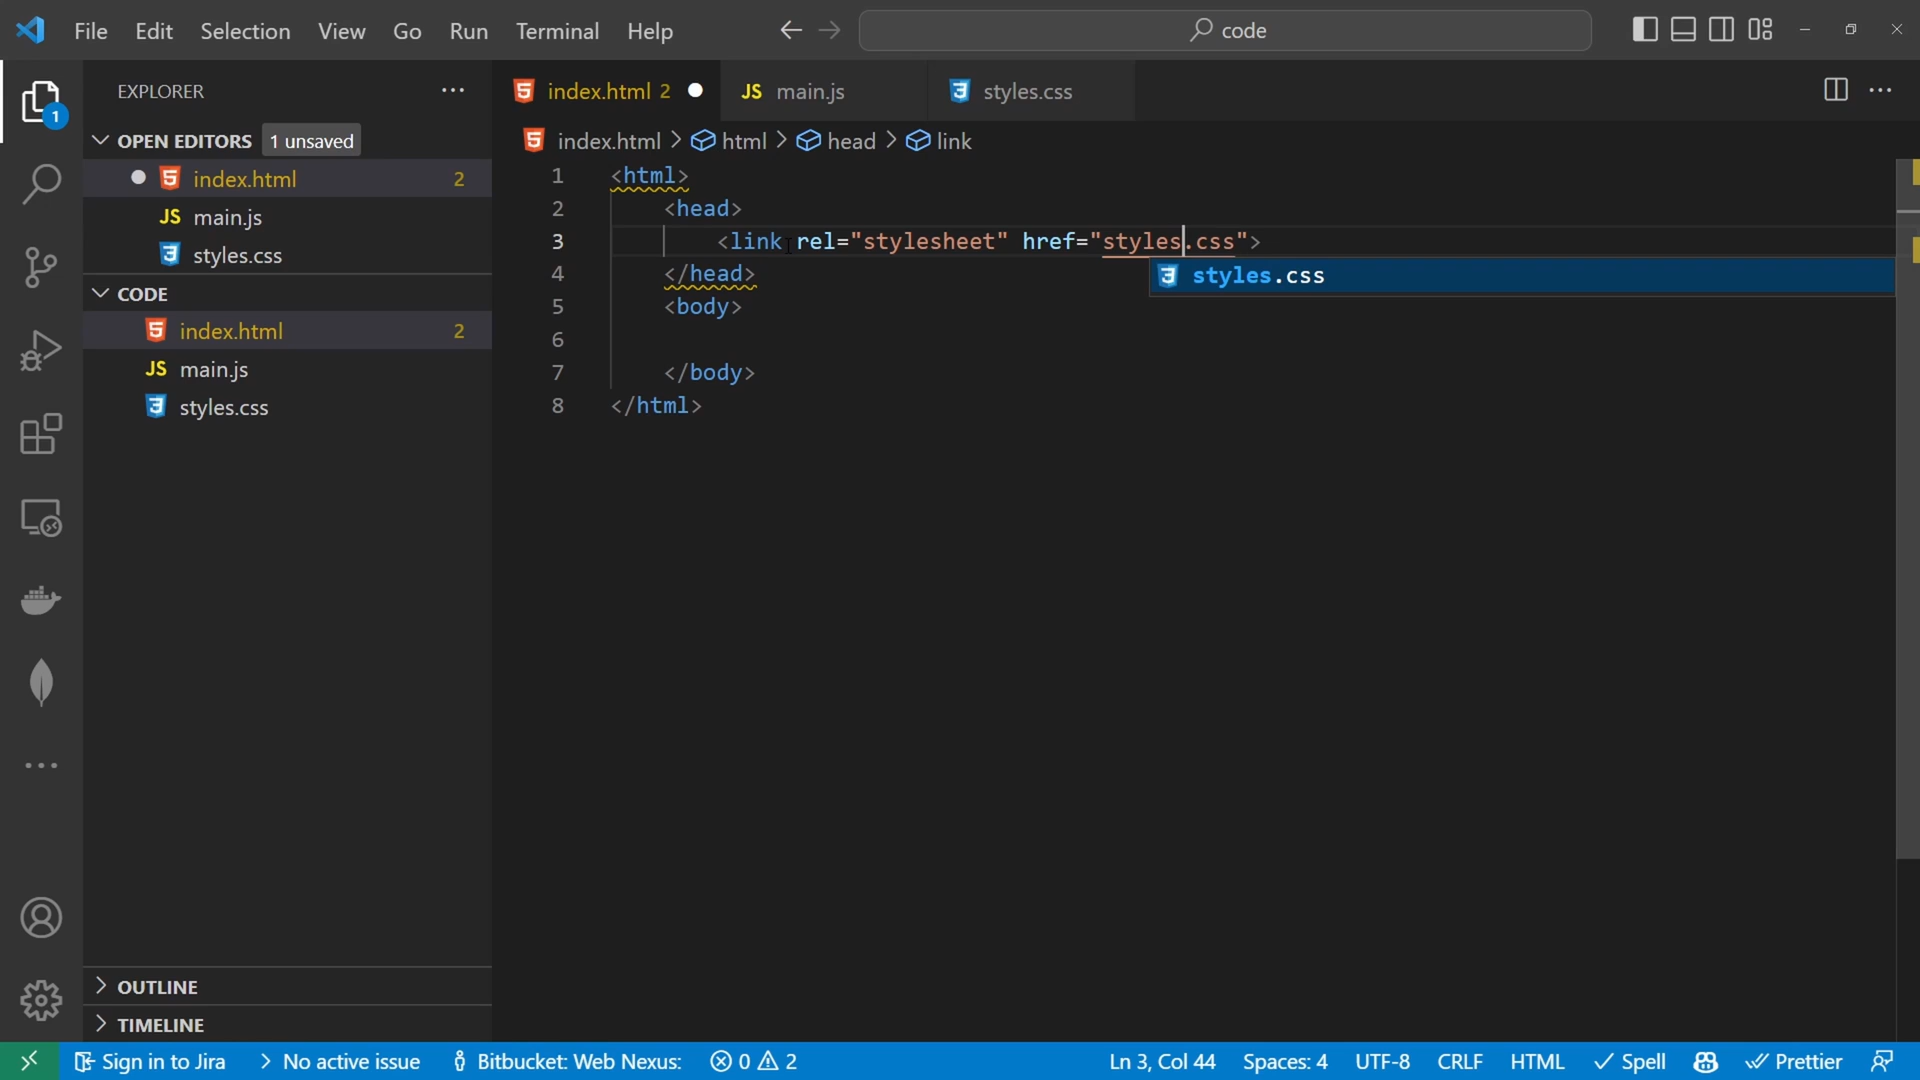 File Edit Selection View Go Run Terminal Help code
EXPLORER
1
OPEN EDITORS 1 unsaved
index.html 2
JS main.js
styles.css
CODE
index.html 2
JS main.js
styles.css
OUTLINE
TIMELINE
index.html 2 JS main.js styles.css
index.html > html > head > link
1 <html>
2 <head>
3 <link rel="stylesheet" href="styles.css">
styles.css
4 </head>
5 <body>
6
7 </body>
8 </html>
Sign in to Jira No active issue Bitbucket: Web Nexus: 0 2 Ln 3, Col 44 Spaces: 4 UTF-8 CRLF HTML Spell Prettier